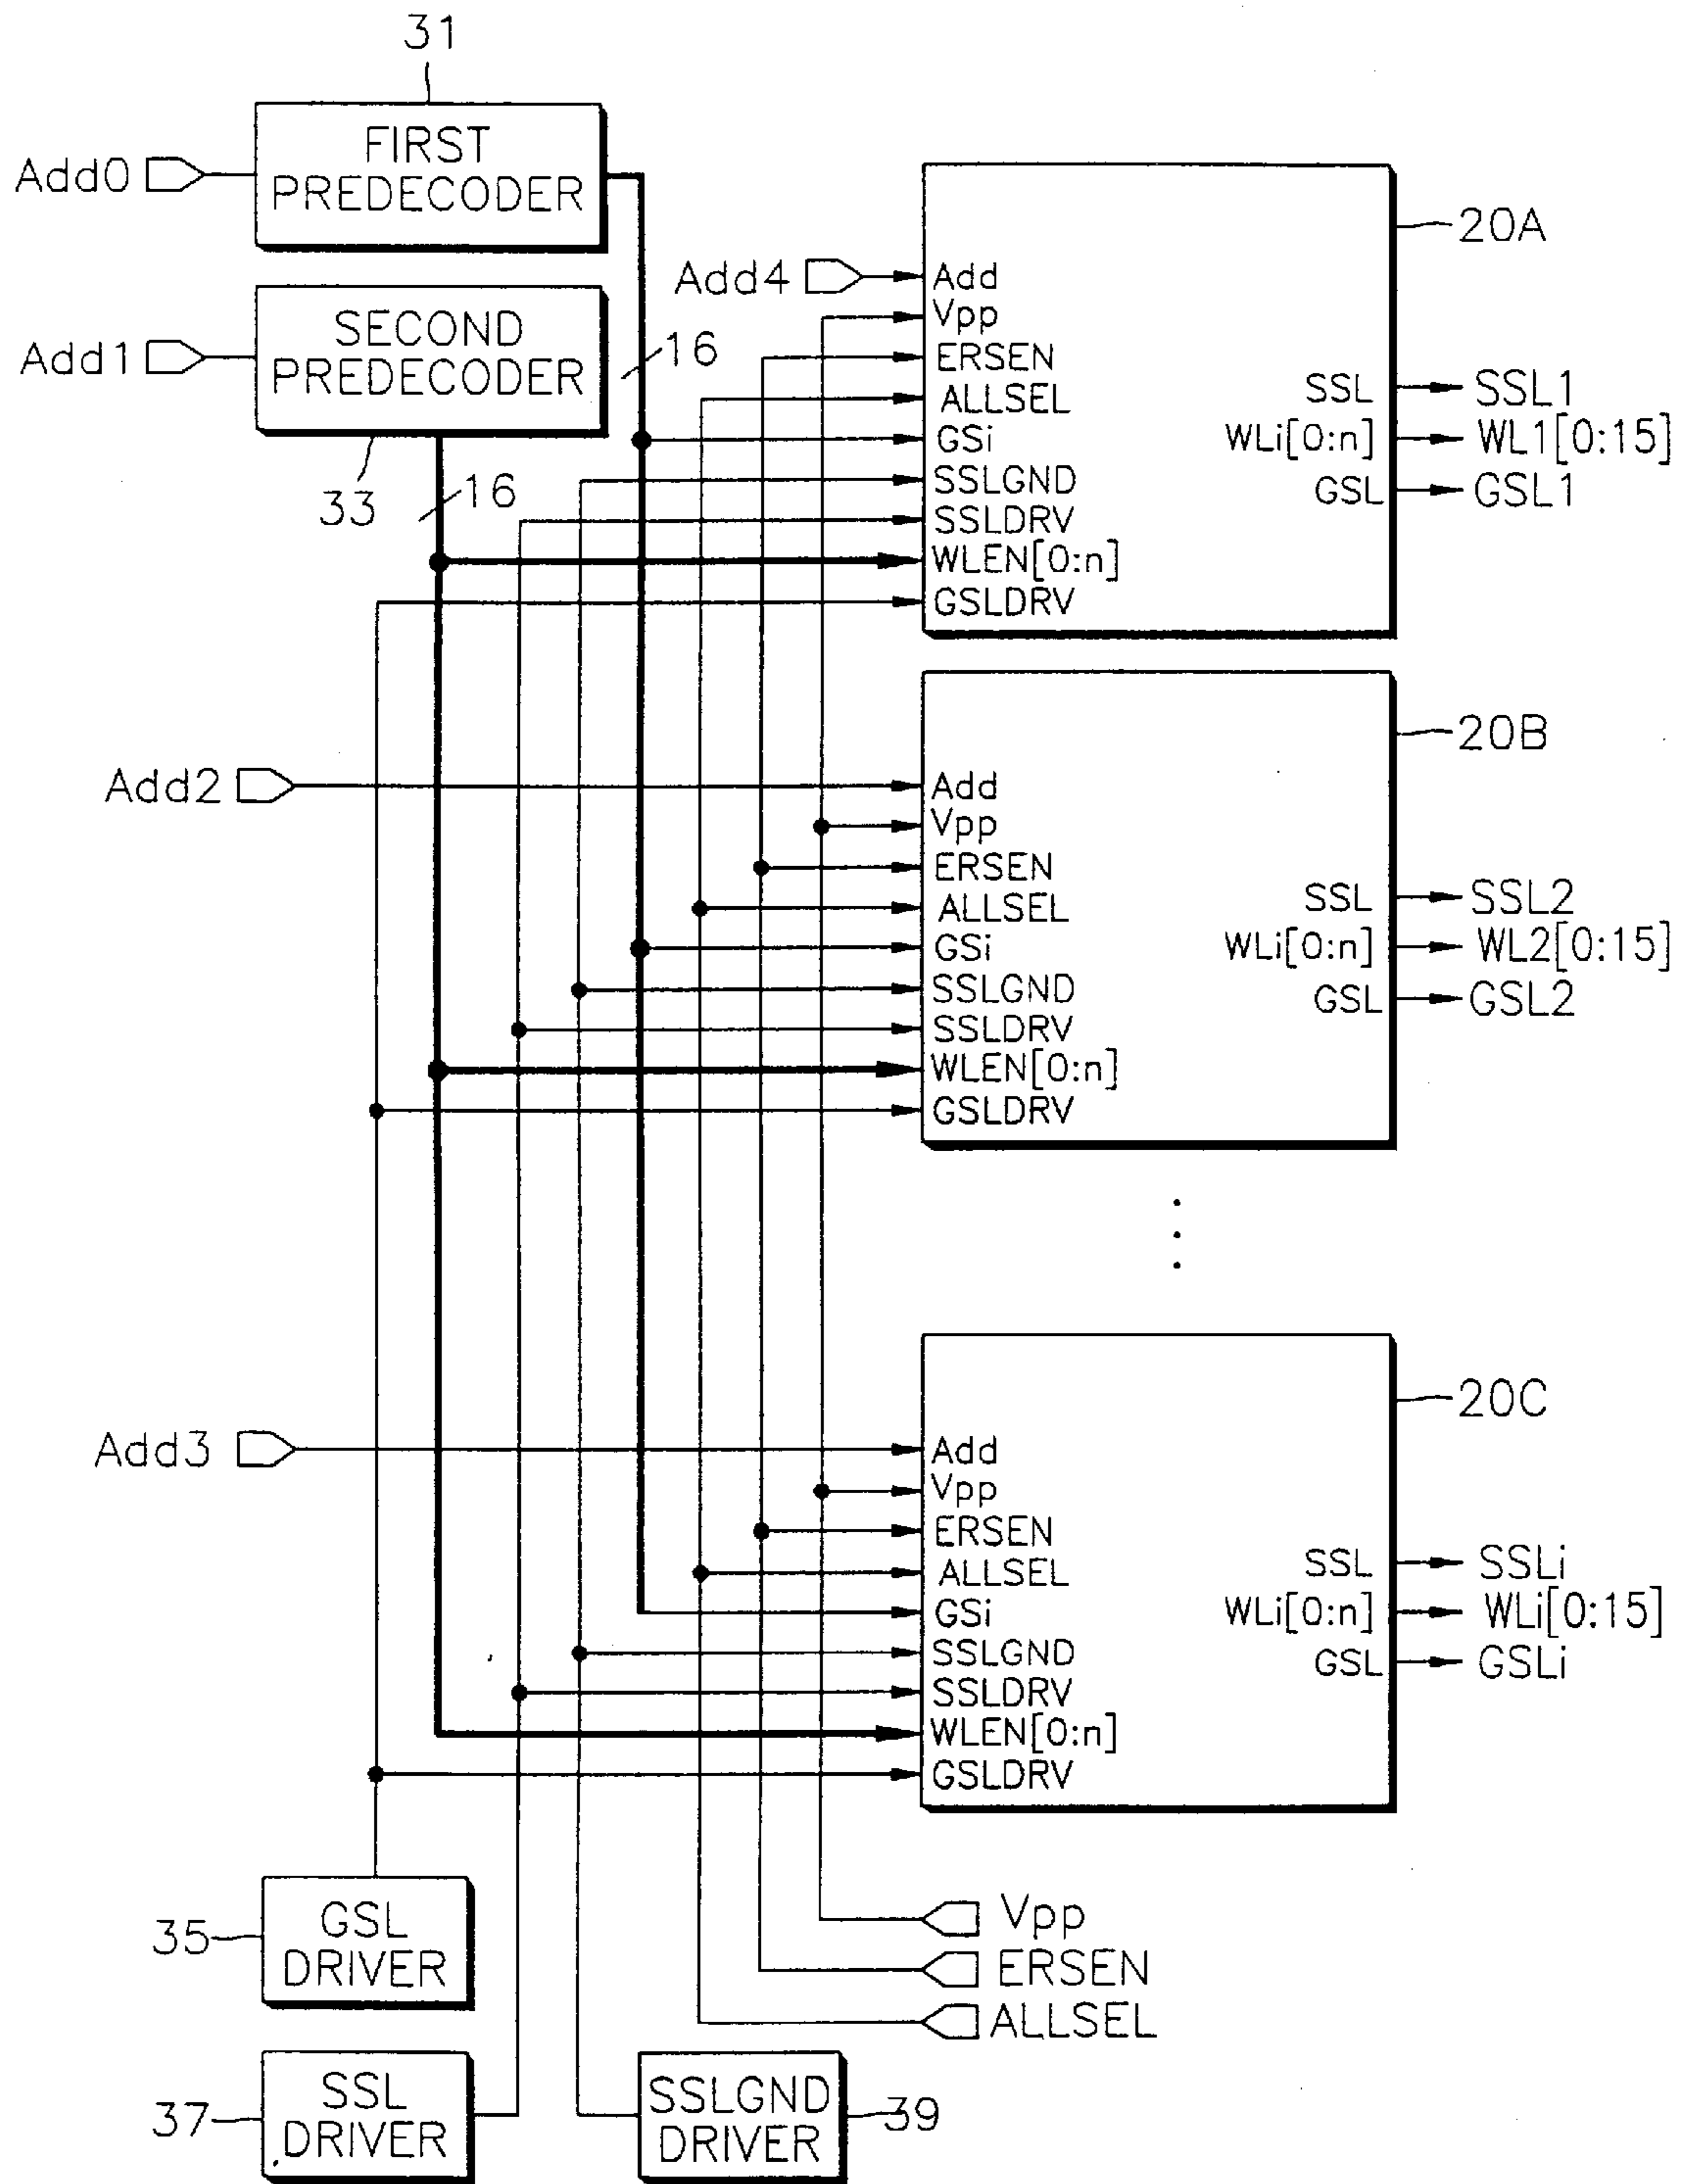 31
FIRST
PREDECODER
Add0
20A
Add4
Add
Vpp
ERSEN
ALLSEL
GSi
SSLGND
SSLDRV
WLEN[0:n]
GSLDRV
SSL
WLi[0:n]
GSL
SSL1
WL1[0:15]
GSL1
SECOND
PREDECODER
Add1
16
33
16
20B
Add2
Add
Vpp
ERSEN
ALLSEL
GSi
SSLGND
SSLDRV
WLEN[0:n]
GSLDRV
SSL
WLi[0:n]
GSL
SSL2
WL2[0:15]
GSL2
20C
Add3
Add
Vpp
ERSEN
ALLSEL
GSi
SSLGND
SSLDRV
WLEN[0:n]
GSLDRV
SSL
WLi[0:n]
GSL
SSLi
WLi[0:15]
GSLi
35
GSL
DRIVER
Vpp
ERSEN
ALLSEL
37
SSL
DRIVER
SSLGND
DRIVER
39